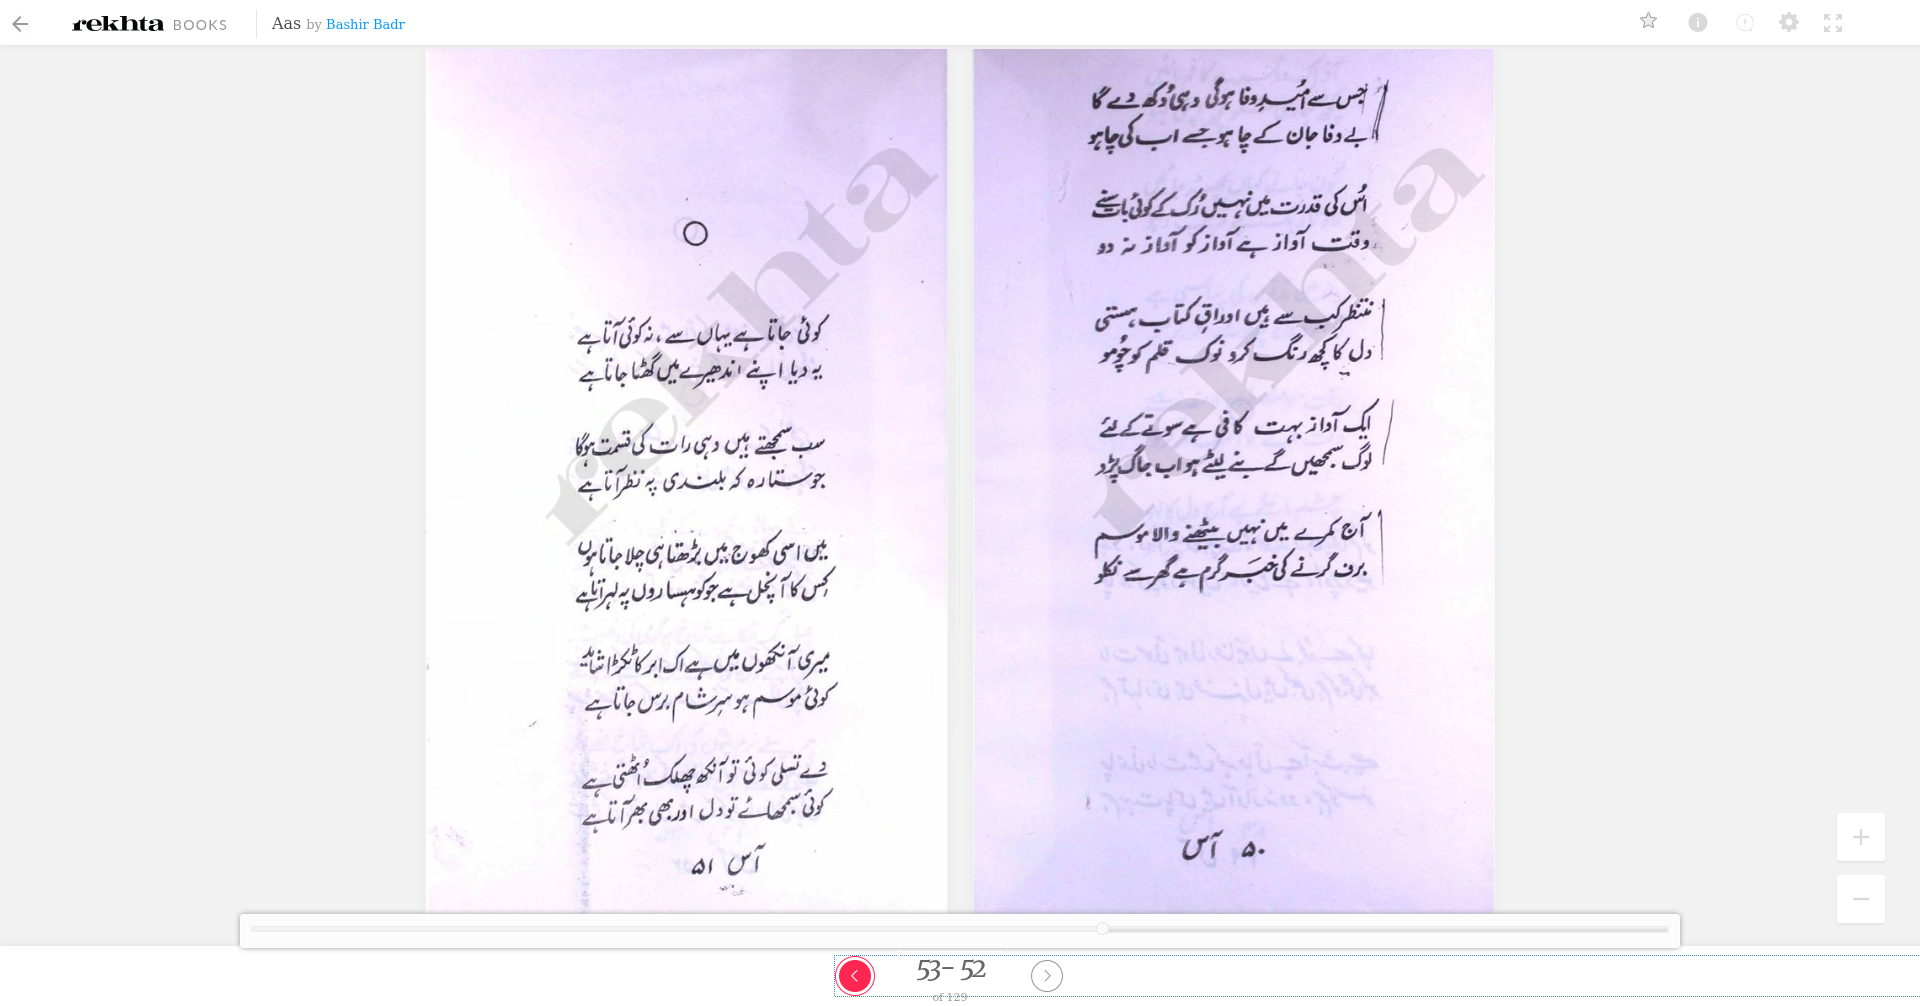 rekhta BOOKS Aas by Bashir Badr
جس سے اُمیدِ وفا ہوگی وہی دُکھ دے گا
بے وفا جان کے چاہو جسے اب کی چاہو
اُس کی قدرت میں نہیں رُک کے کوئی بات سنے
وقت آواز ہے آواز کو آواز نہ دو
منتظر کب سے ہیں اوراقِ کتاب ہستی
دل کا کچھ رنگ کرو نوک قلم کو چُومو
ایک آواز بہت کافی ہے سوتے کے لئے
لوگ سمجھیں گے بنے لیٹے ہو اب جاگ پڑو
آج کمرے میں نہیں بیٹھنے والا موسم
برف گرنے کی خبر گرم ہے گھر سے نکلو
۵۰ آس
کوئی جاتا ہے یہاں سے ، نہ کوئی آتا ہے
یہ دیا اپنے اندھیرے میں گھٹا جاتا ہے
سب سمجھتے ہیں وہی رات کی قسمت ہوگا
جو ستارہ کہ بلندی پہ نظر آتا ہے
میں اسی کھوج میں بڑھتا ہی چلا جاتا ہوں
کس کا آنچل ہے جو کوہساروں پہ لہراتا ہے
میری آنکھوں میں ہے اک ابر کا ٹکڑا شاید
کوئی موسم ہو سرِ شام برس جاتا ہے
دے تسلی کوئی تو آنکھ چھلک اُٹھتی ہے
کوئی سمجھائے تو دل اور بھی بھر آتا ہے
آس ۵۱
rekhta
rekhta
53- 52
of 129